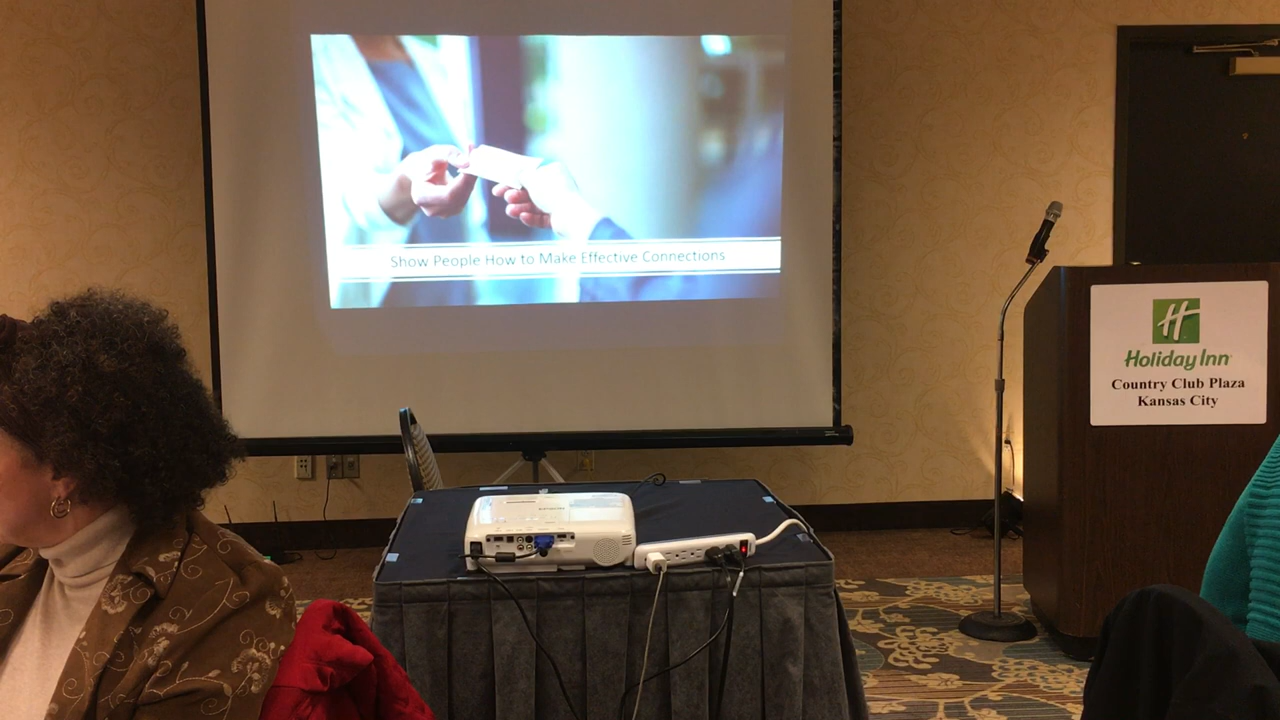 Show People How to Make Effective Connections
H
Holiday Inn
Country Club Plaza
Kansas City